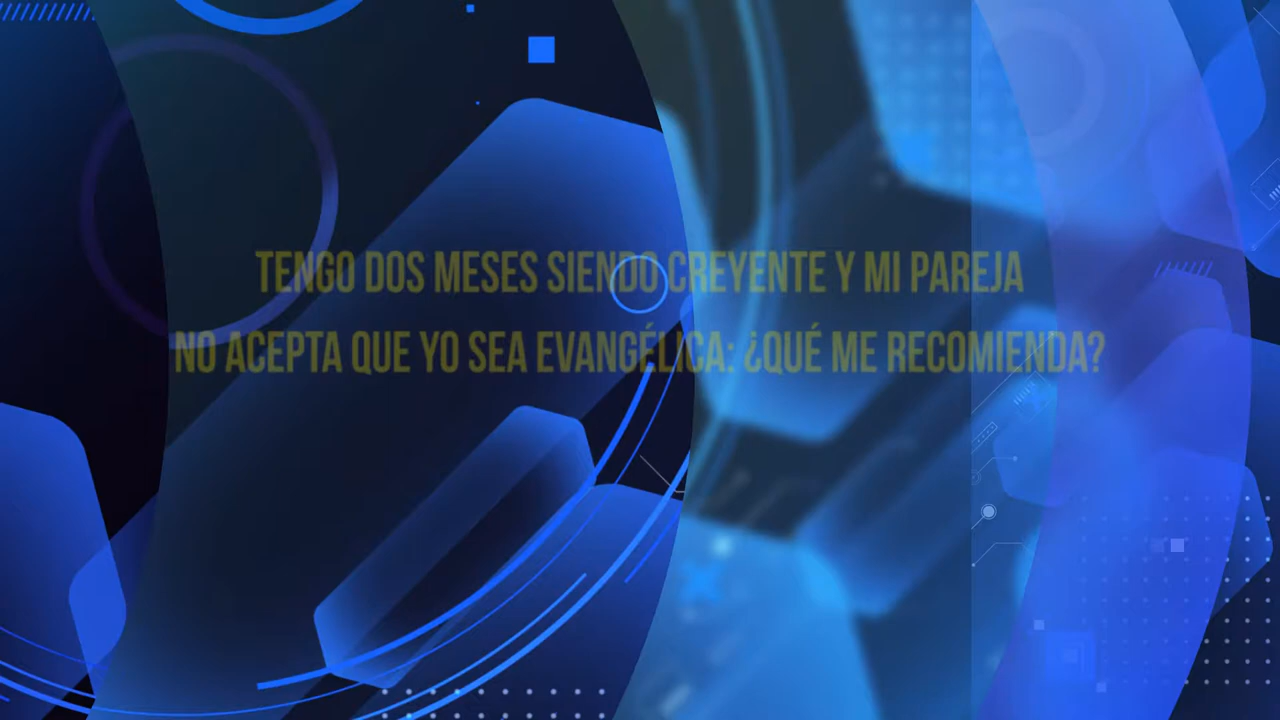 TENGO DOS MESES SIENDO CREYENTE Y MI PAREJA
NO ACEPTA QUE YO SEA EVANGÉLICA: ¿QUÉ ME RECOMIENDA?